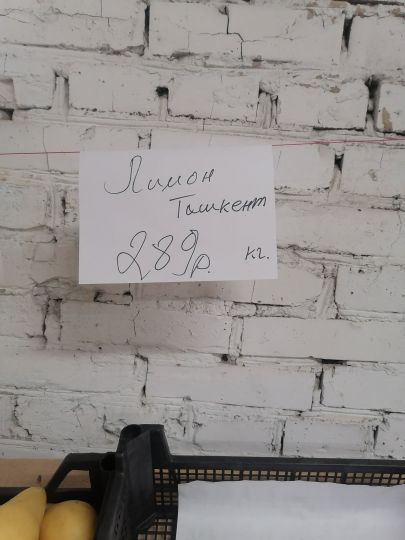 Лимон
Ташкент
289р. кг.